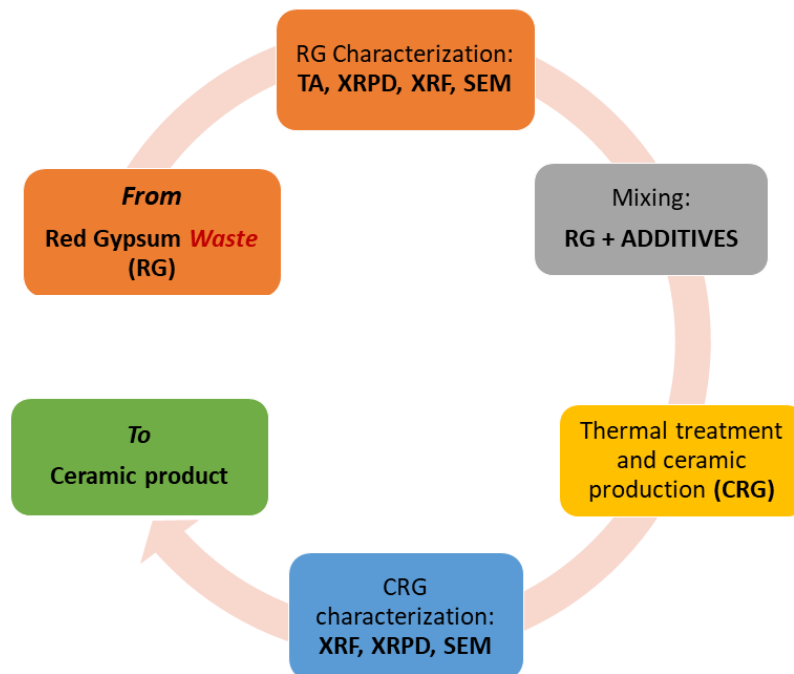 From
Red Gypsum Waste
(RG)
RG Characterization:
TA, XRPD, XRF, SEM
Mixing:
RG + ADDITIVES
Thermal treatment
and ceramic
production (CRG)
CRG
characterization:
XRF, XRPD, SEM
To
Ceramic product